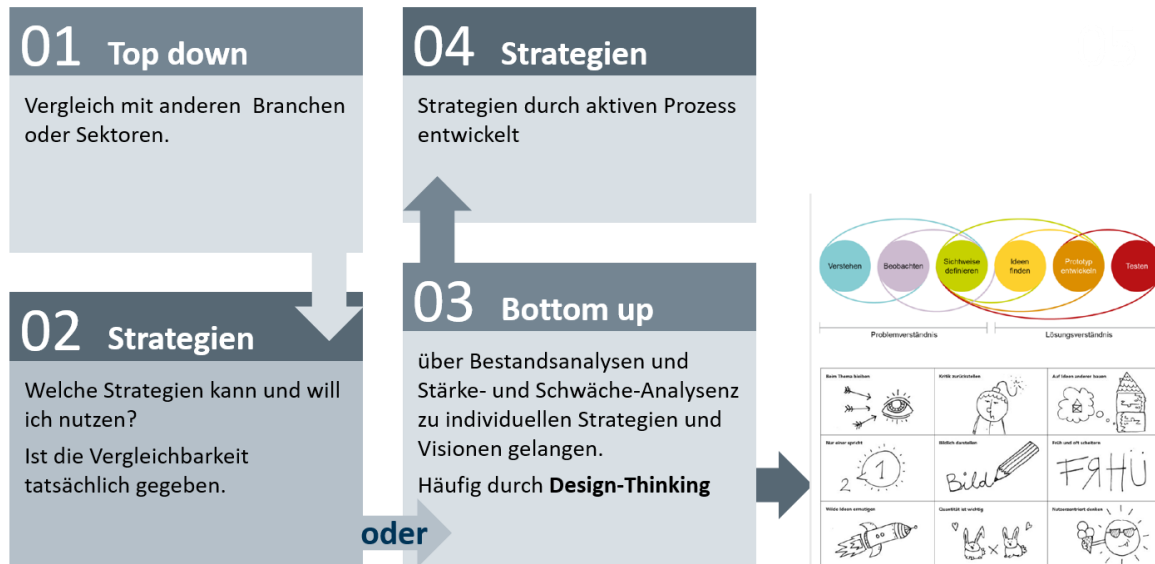 01 Top down
Vergleich mit anderen Branchen
oder Sektoren.
02 Strategien
Welche Strategien kann und will
ich nutzen?
Ist die Vergleichbarkeit
tatsächlich gegeben.
oder
03 Bottom up
über Bestandsanalysen und
Stärke- und Schwäche-Analysenz
zu individuellen Strategien und
Visionen gelangen.
Häufig durch Design-Thinking
04 Strategien
Strategien durch aktiven Prozess
entwickelt
Verstehen
Beobachten
Sichtweise
definieren
Ideen
finden
Prototyp
entwickeln
Testen
Problemverständnis
Lösungsverständnis
Beim Thema bleiben
Kritik zurückstellen
Auf Ideen anderer bauen
Nur einer spricht
2 1
Bildlich darstellen
Bild
Früh und oft scheitern
FRHÜ
Wilde Ideen ermutigen
Quantität ist wichtig
x
Nutzerzentriert denken